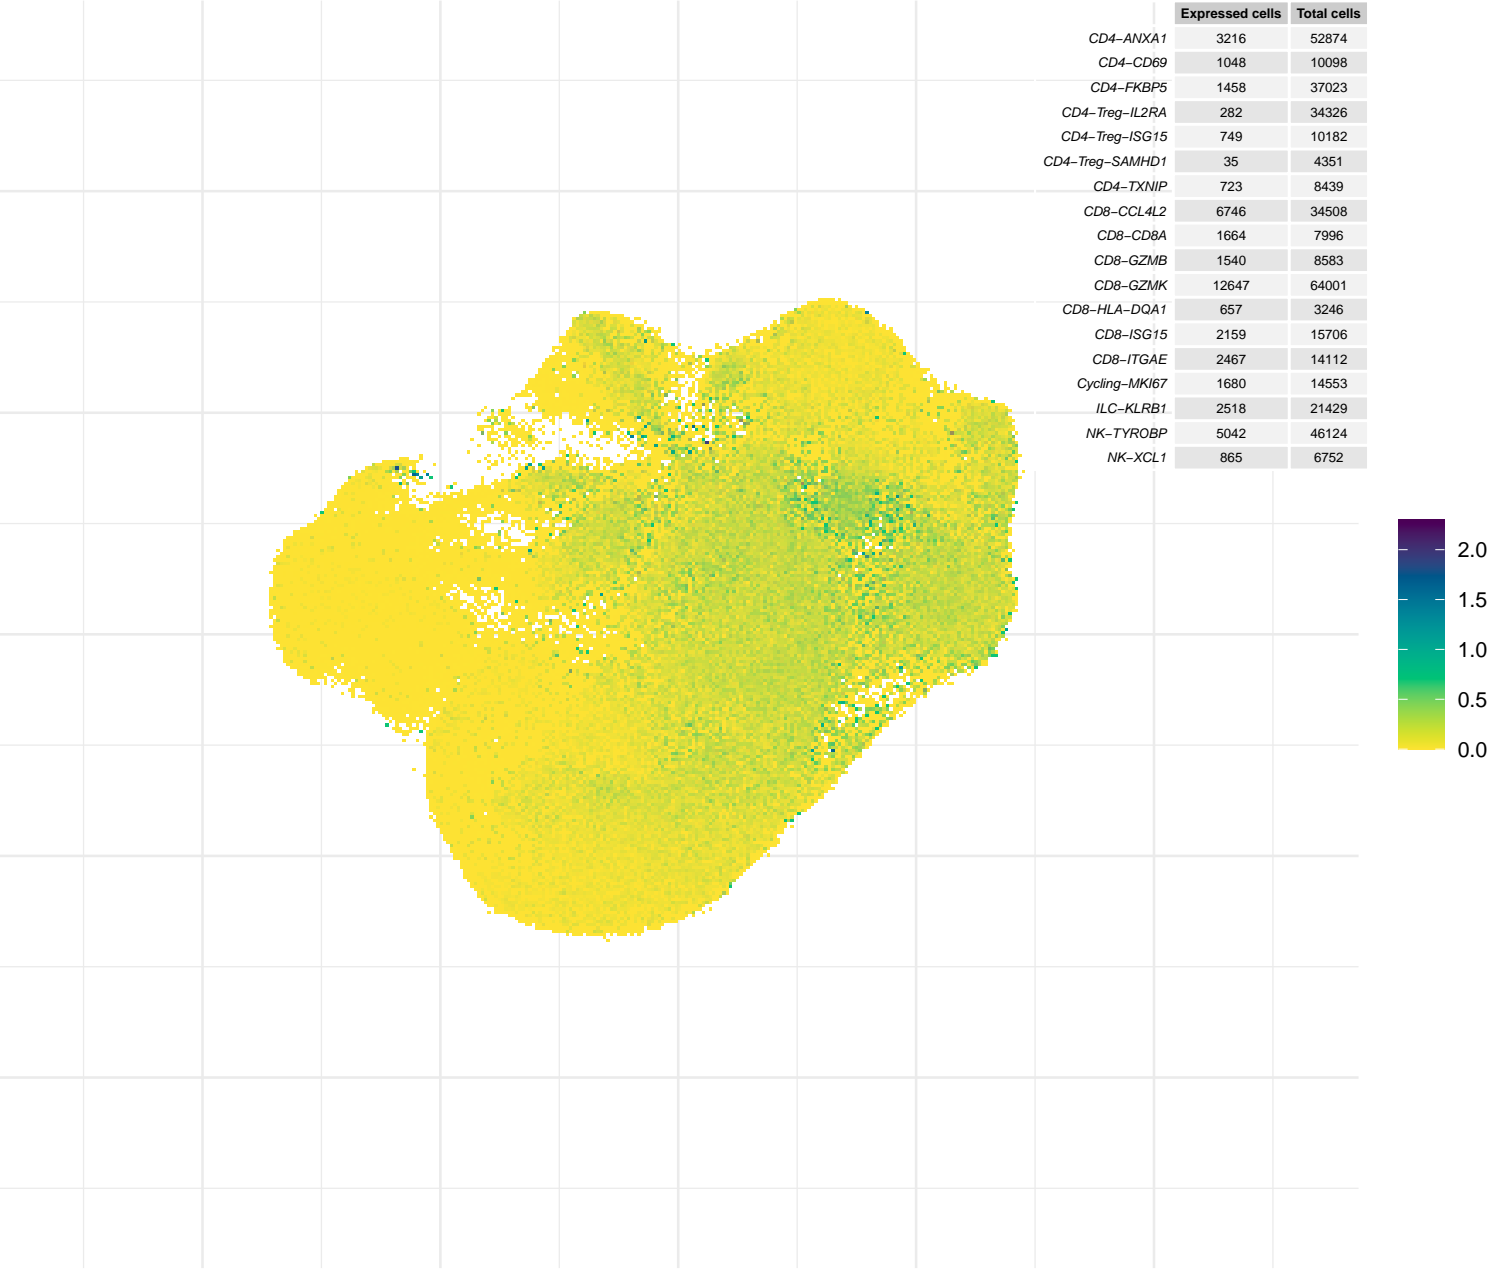 Expressed cells Total cells
CD4−ANXA1 3216 52874
CD4−CD69 1048 10098
CD4−FKBP5 1458 37023
CD4−Treg−IL2RA 282 34326
CD4−Treg−ISG15 749 10182
CD4−Treg−SAMHD1 35 4351
CD4−TXNIP 723 8439
CD8−CCL4L2 6746 34508
CD8−CD8A 1664 7996
CD8−GZMB 1540 8583
CD8−GZMK 12647 64001
CD8−HLA−DQA1 657 3246
CD8−ISG15 2159 15706
CD8−ITGAE 2467 14112
Cycling−MKI67 1680 14553
ILC−KLRB1 2518 21429
NK−TYROBP 5042 46124
NK−XCL1 865 6752
2.0
1.5
1.0
0.5
0.0